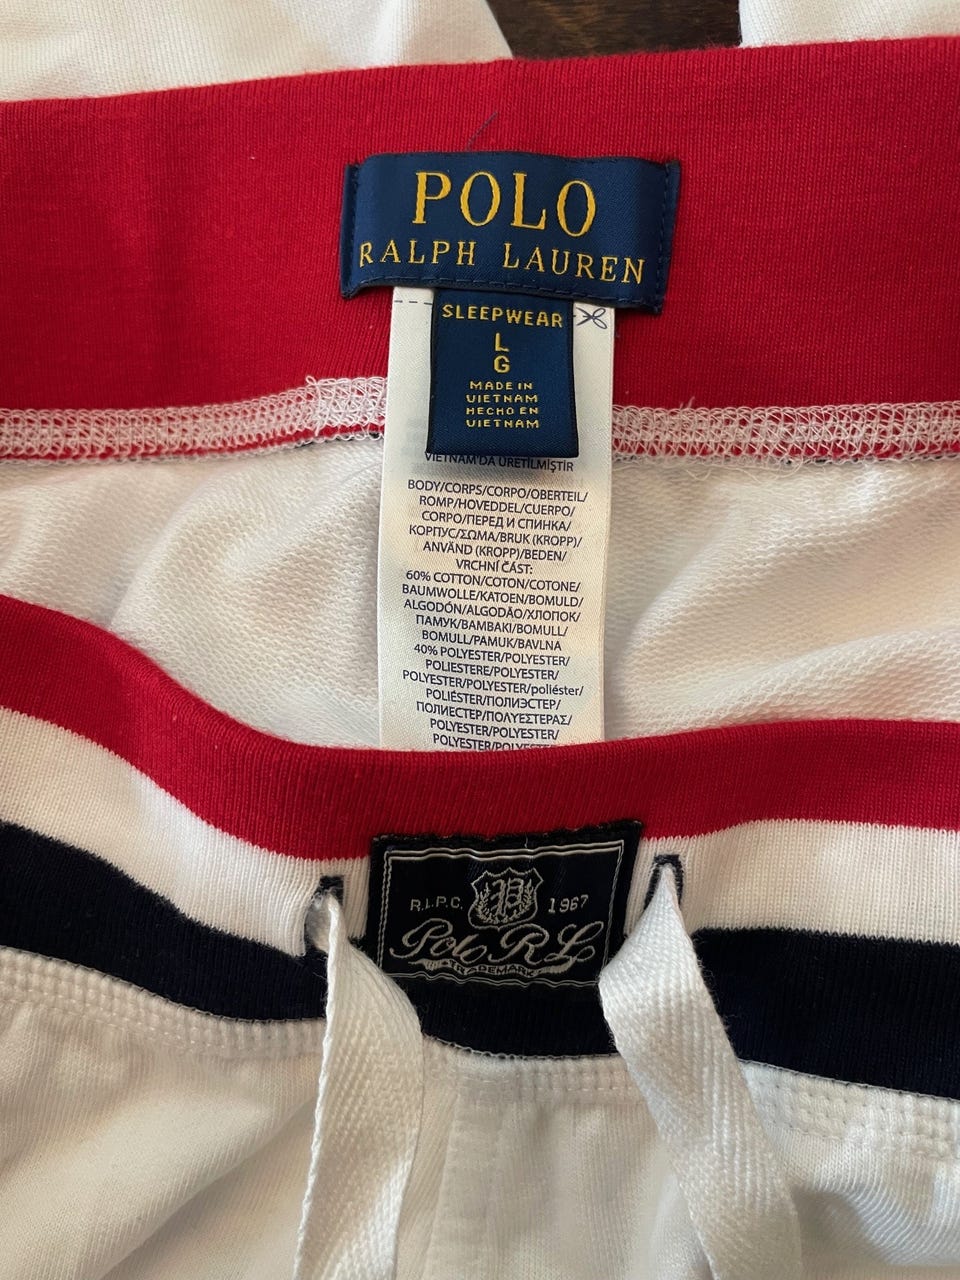 POLO
RALPH LAUREN
SLEEPWEAR
L
G
MADE IN
VIETNAM
HECHO EN
VIETNAM
VIETNAM'DA ÜRETİLMİŞTİR
BODY/CORPS/CORPO/OBERTEIL/
ROMP/HOVEDDEL/CUERPO/
CORPO/ПЕРЕД И СПИНКА/
КОРПУС/ΣΩΜΑ/BRUK (KROPP)/
ANVÄND (KROPP)/BEDEN/
VRCHNÍ ČÁST:
60% COTTON/COTON/COTONE/
BAUMWOLLE/KATOEN/BOMULD/
ALGODÓN/ALGODÃO/ХЛОПОК/
ПАМУК/BAMBAKI/BOMULL/
BOMULL/PAMUK/BAVLNA
40% POLYESTER/POLYESTER/
POLIESTERE/POLYESTER/
POLYESTER/POLYESTER/poliéster/
POLIÉSTER/ПОЛИЭСТЕР/
ПОЛИЕСТЕР/ΠΟΛΥΕΣΤΕΡΑΣ/
POLYESTER/POLYESTER/
POLYESTER/POLYESTER
R.L.P.C. P 1967
Polo R L
TRADEMARK